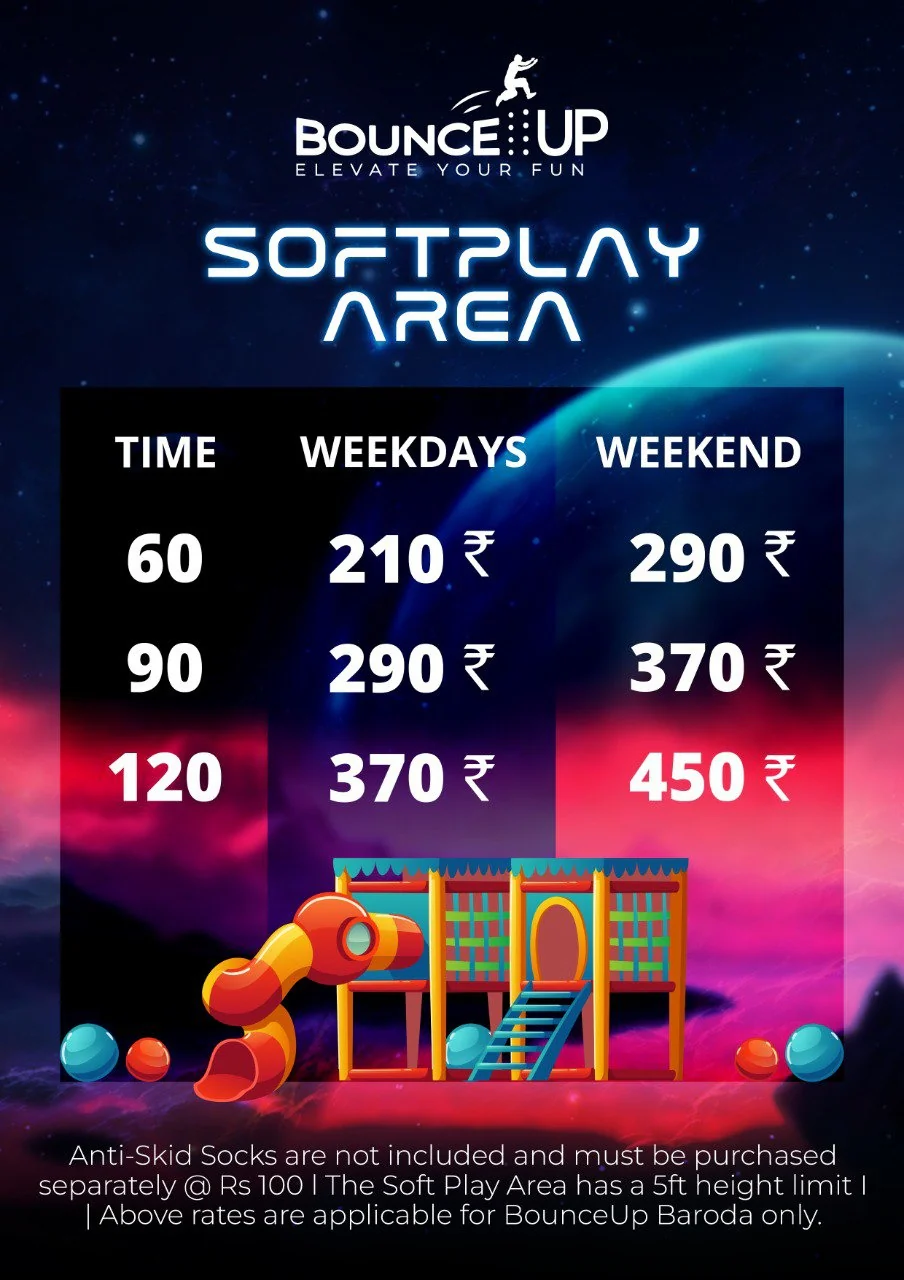 BOUNCE UP
ELEVATE YOUR FUN
SOFTPLAY
AREA
TIME WEEKDAYS WEEKEND
60 210 ₹ 290 ₹
90 290 ₹ 370 ₹
120 370 ₹ 450 ₹
Anti-Skid Socks are not included and must be purchased
separately @ Rs 100 l The Soft Play Area has a 5ft height limit l
| Above rates are applicable for BounceUp Baroda only.